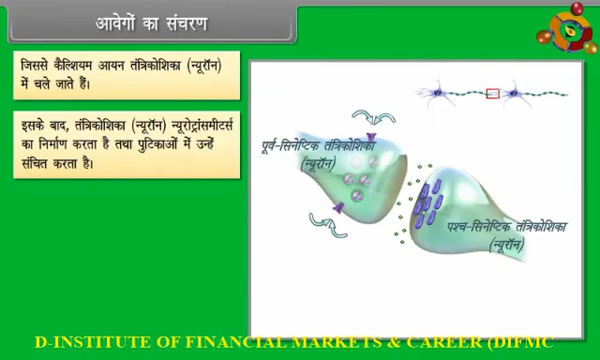 आवेगों का संचरण
जिससे कैल्शियम आयन तंत्रिकोशिका (न्यूरॉन)
में चले जाते हैं।
इसके बाद, तंत्रिकोशिका (न्यूरॉन) न्यूरोट्रांसमीटर्स
का निर्माण करता है तथा पुटिकाओं में उन्हें
संचित करता है।
पूर्व-सिनेप्टिक तंत्रिकोशिका
(न्यूरॉन)
पश्च-सिनेप्टिक तंत्रिकोशिका
(न्यूरॉन)
D-INSTITUTE OF FINANCIAL MARKETS & CAREER (DIFMC